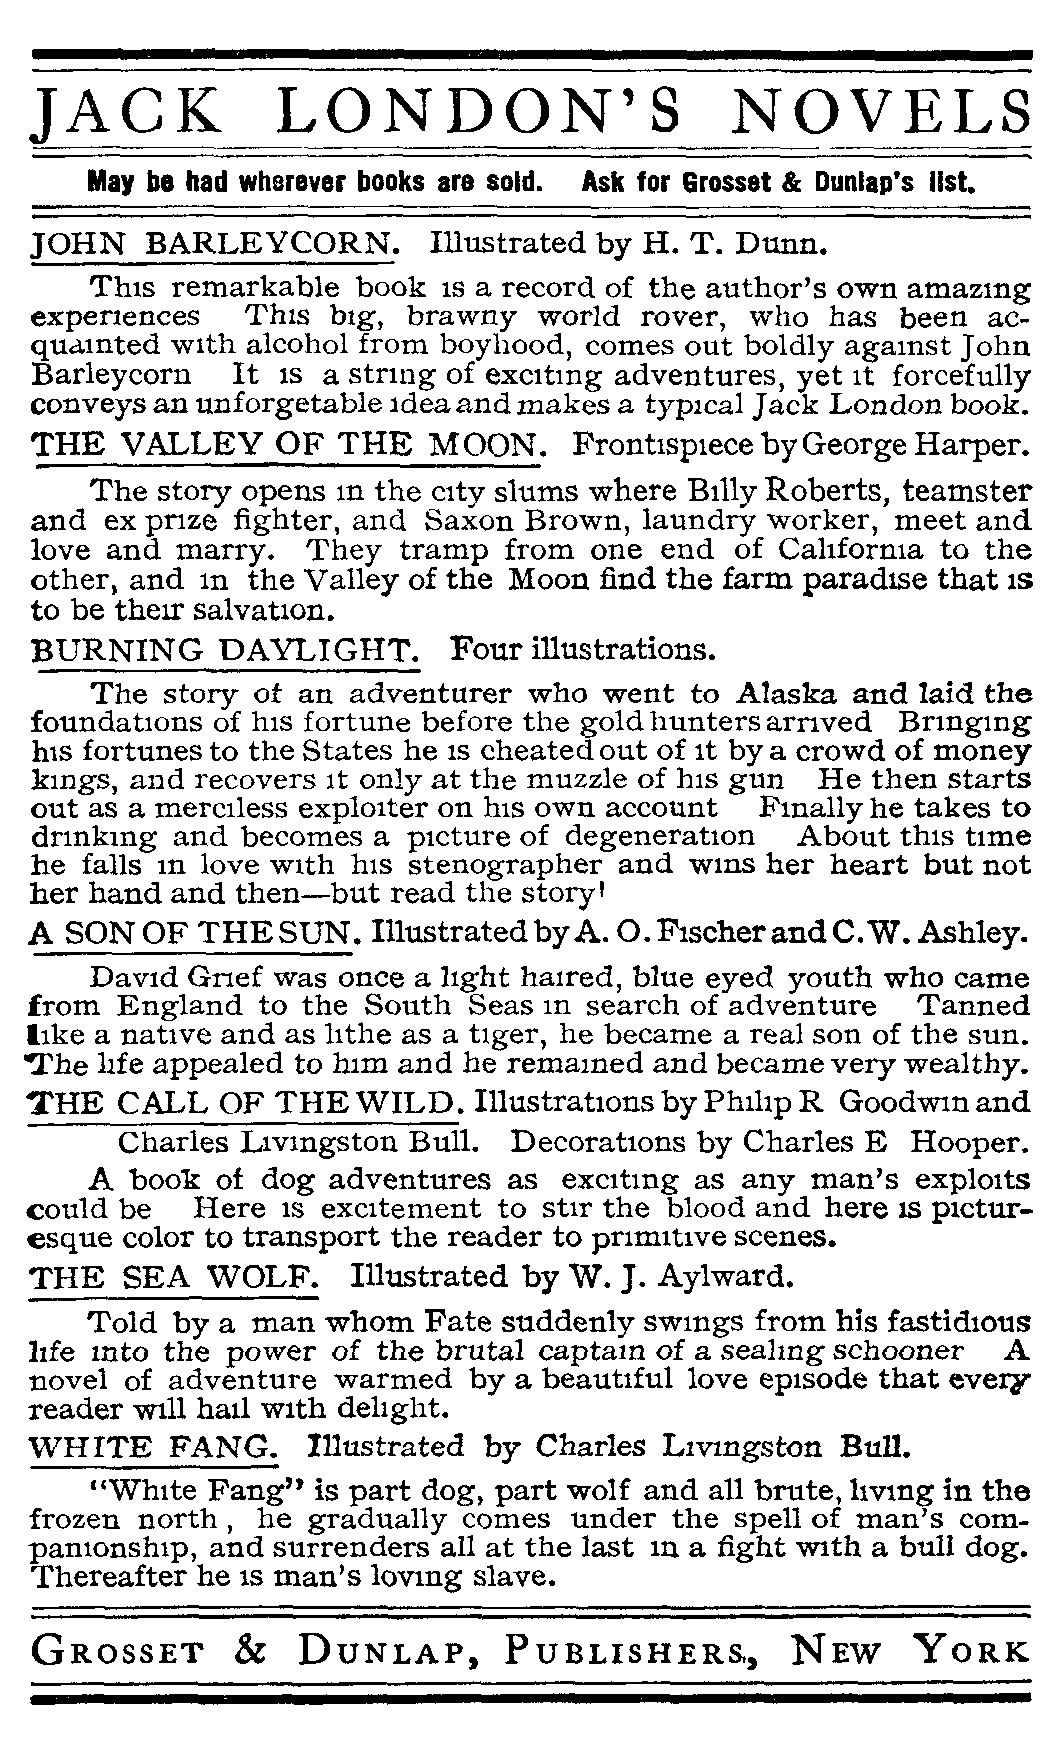 JACK LONDON'S NOVELS
May be had wherever books are sold. Ask for Grosset & Dunlap's list.
JOHN BARLEYCORN. Illustrated by H. T. Dunn.
This remarkable book is a record of the author's own amazing
experiences This big, brawny world rover, who has been ac-
quainted with alcohol from boyhood, comes out boldly against John
Barleycorn It is a string of exciting adventures, yet it forcefully
conveys an unforgetable idea and makes a typical Jack London book.
THE VALLEY OF THE MOON. Frontispiece by George Harper.
The story opens in the city slums where Billy Roberts, teamster
and ex prize fighter, and Saxon Brown, laundry worker, meet and
love and marry. They tramp from one end of California to the
other, and in the Valley of the Moon find the farm paradise that is
to be their salvation.
BURNING DAYLIGHT. Four illustrations.
The story of an adventurer who went to Alaska and laid the
foundations of his fortune before the gold hunters arrived Bringing
his fortunes to the States he is cheated out of it by a crowd of money
kings, and recovers it only at the muzzle of his gun He then starts
out as a merciless exploiter on his own account Finally he takes to
drinking and becomes a picture of degeneration About this time
he falls in love with his stenographer and wins her heart but not
her hand and then—but read the story!
A SON OF THE SUN. Illustrated by A. O. Fischer and C. W. Ashley.
David Grief was once a light haired, blue eyed youth who came
from England to the South Seas in search of adventure Tanned
like a native and as lithe as a tiger, he became a real son of the sun.
The life appealed to him and he remained and became very wealthy.
THE CALL OF THE WILD. Illustrations by Philip R Goodwin and
Charles Livingston Bull. Decorations by Charles E Hooper.
A book of dog adventures as exciting as any man's exploits
could be Here is excitement to stir the blood and here is pictur-
esque color to transport the reader to primitive scenes.
THE SEA WOLF. Illustrated by W. J. Aylward.
Told by a man whom Fate suddenly swings from his fastidious
life into the power of the brutal captain of a sealing schooner A
novel of adventure warmed by a beautiful love episode that every
reader will hail with delight.
WHITE FANG. Illustrated by Charles Livingston Bull.
"White Fang" is part dog, part wolf and all brute, living in the
frozen north, he gradually comes under the spell of man's com-
panionship, and surrenders all at the last in a fight with a bull dog.
Thereafter he is man's loving slave.
GROSSET & DUNLAP, PUBLISHERS., NEW YORK